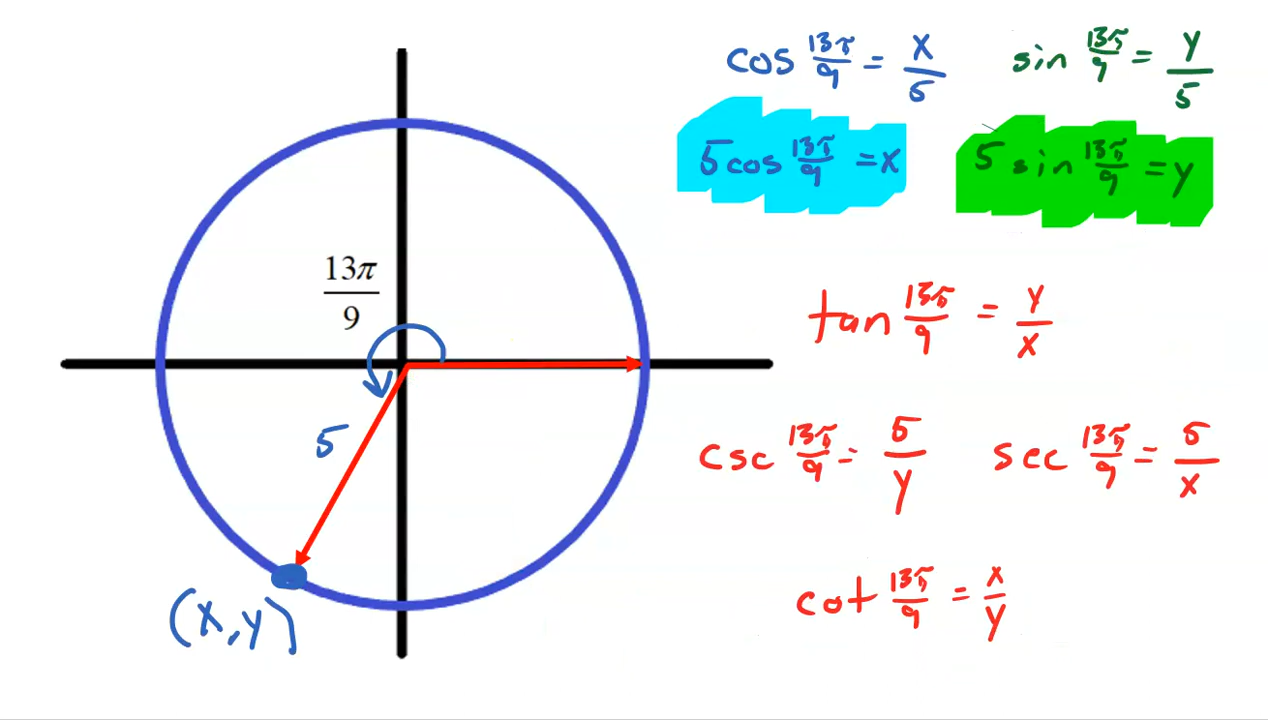 cos 13π/9 = x/5
sin 13π/9 = y/5
5cos 13π/9 = x
5 sin 13π/9 = y
13π/9
tan 13π/9 = y/x
5
csc 13π/9 = 5/y
sec 13π/9 = 5/x
cot 13π/9 = x/y
(x,y)